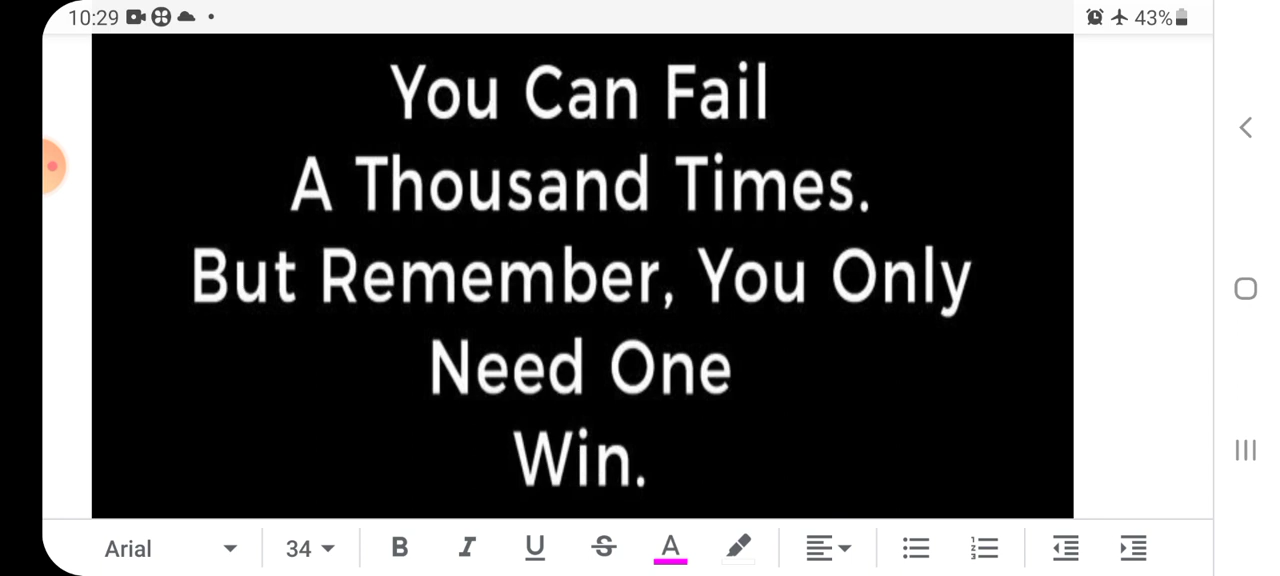 10:29 43%
You Can Fail
A Thousand Times.
But Remember, You Only
Need One
Win.
Arial 34 B I U S A